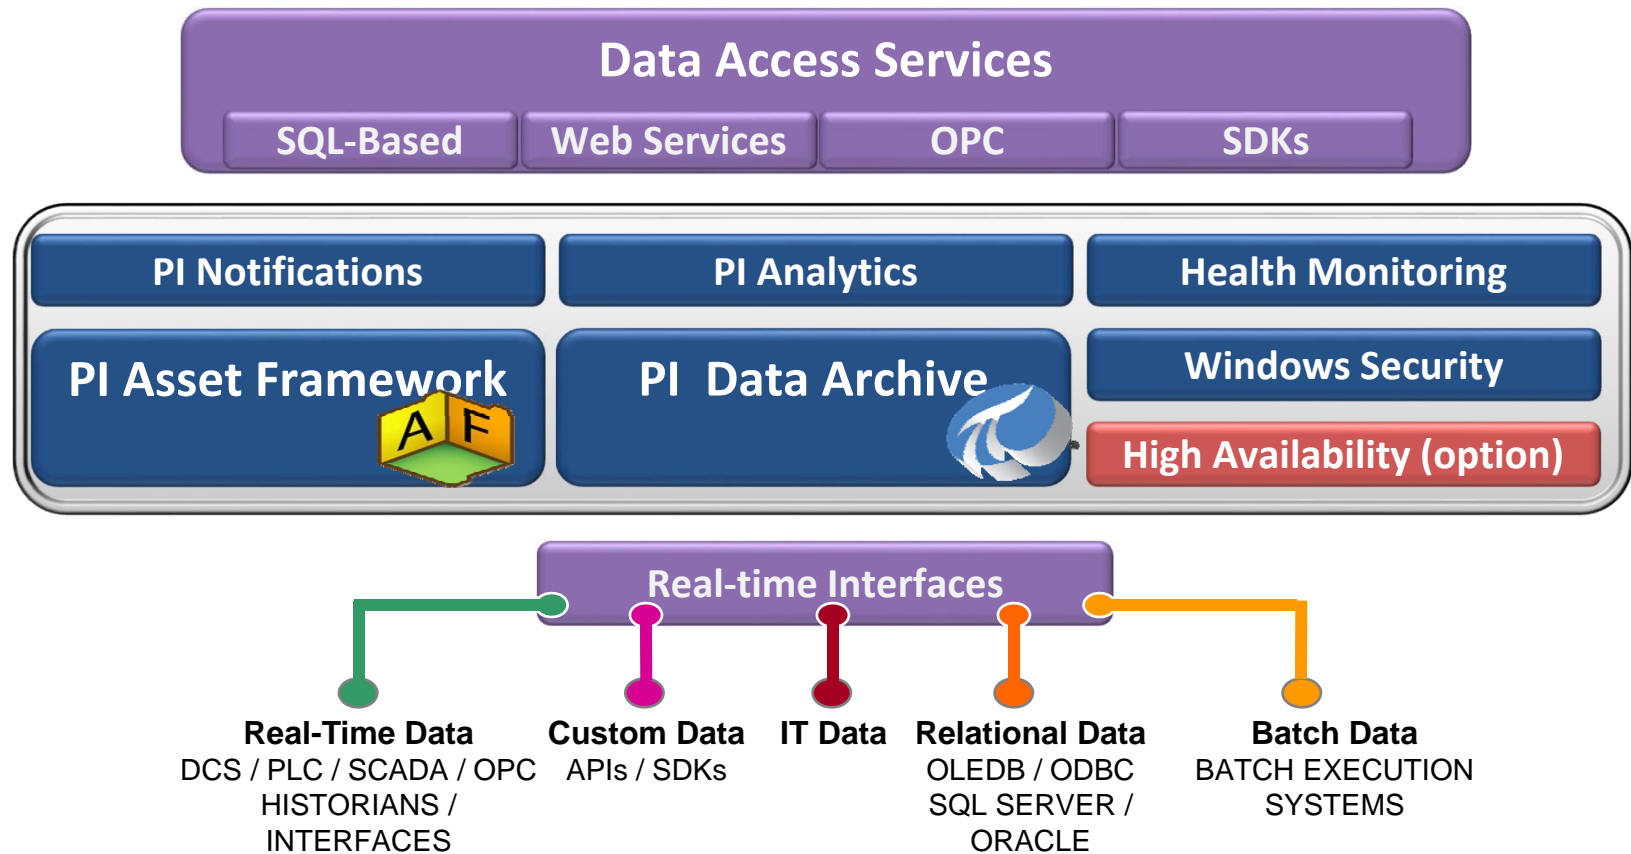 Data Access Services
SQL-Based Web Services OPC SDKs
PI Notifications PI Analytics Health Monitoring
PI Asset Framework PI Data Archive Windows Security
AF
High Availability (option)
Real-time Interfaces
Real-Time Data
DCS / PLC / SCADA / OPC
HISTORIANS /
INTERFACES
Custom Data
APIs / SDKs
IT Data
Relational Data
OLEDB / ODBC
SQL SERVER /
ORACLE
Batch Data
BATCH EXECUTION
SYSTEMS